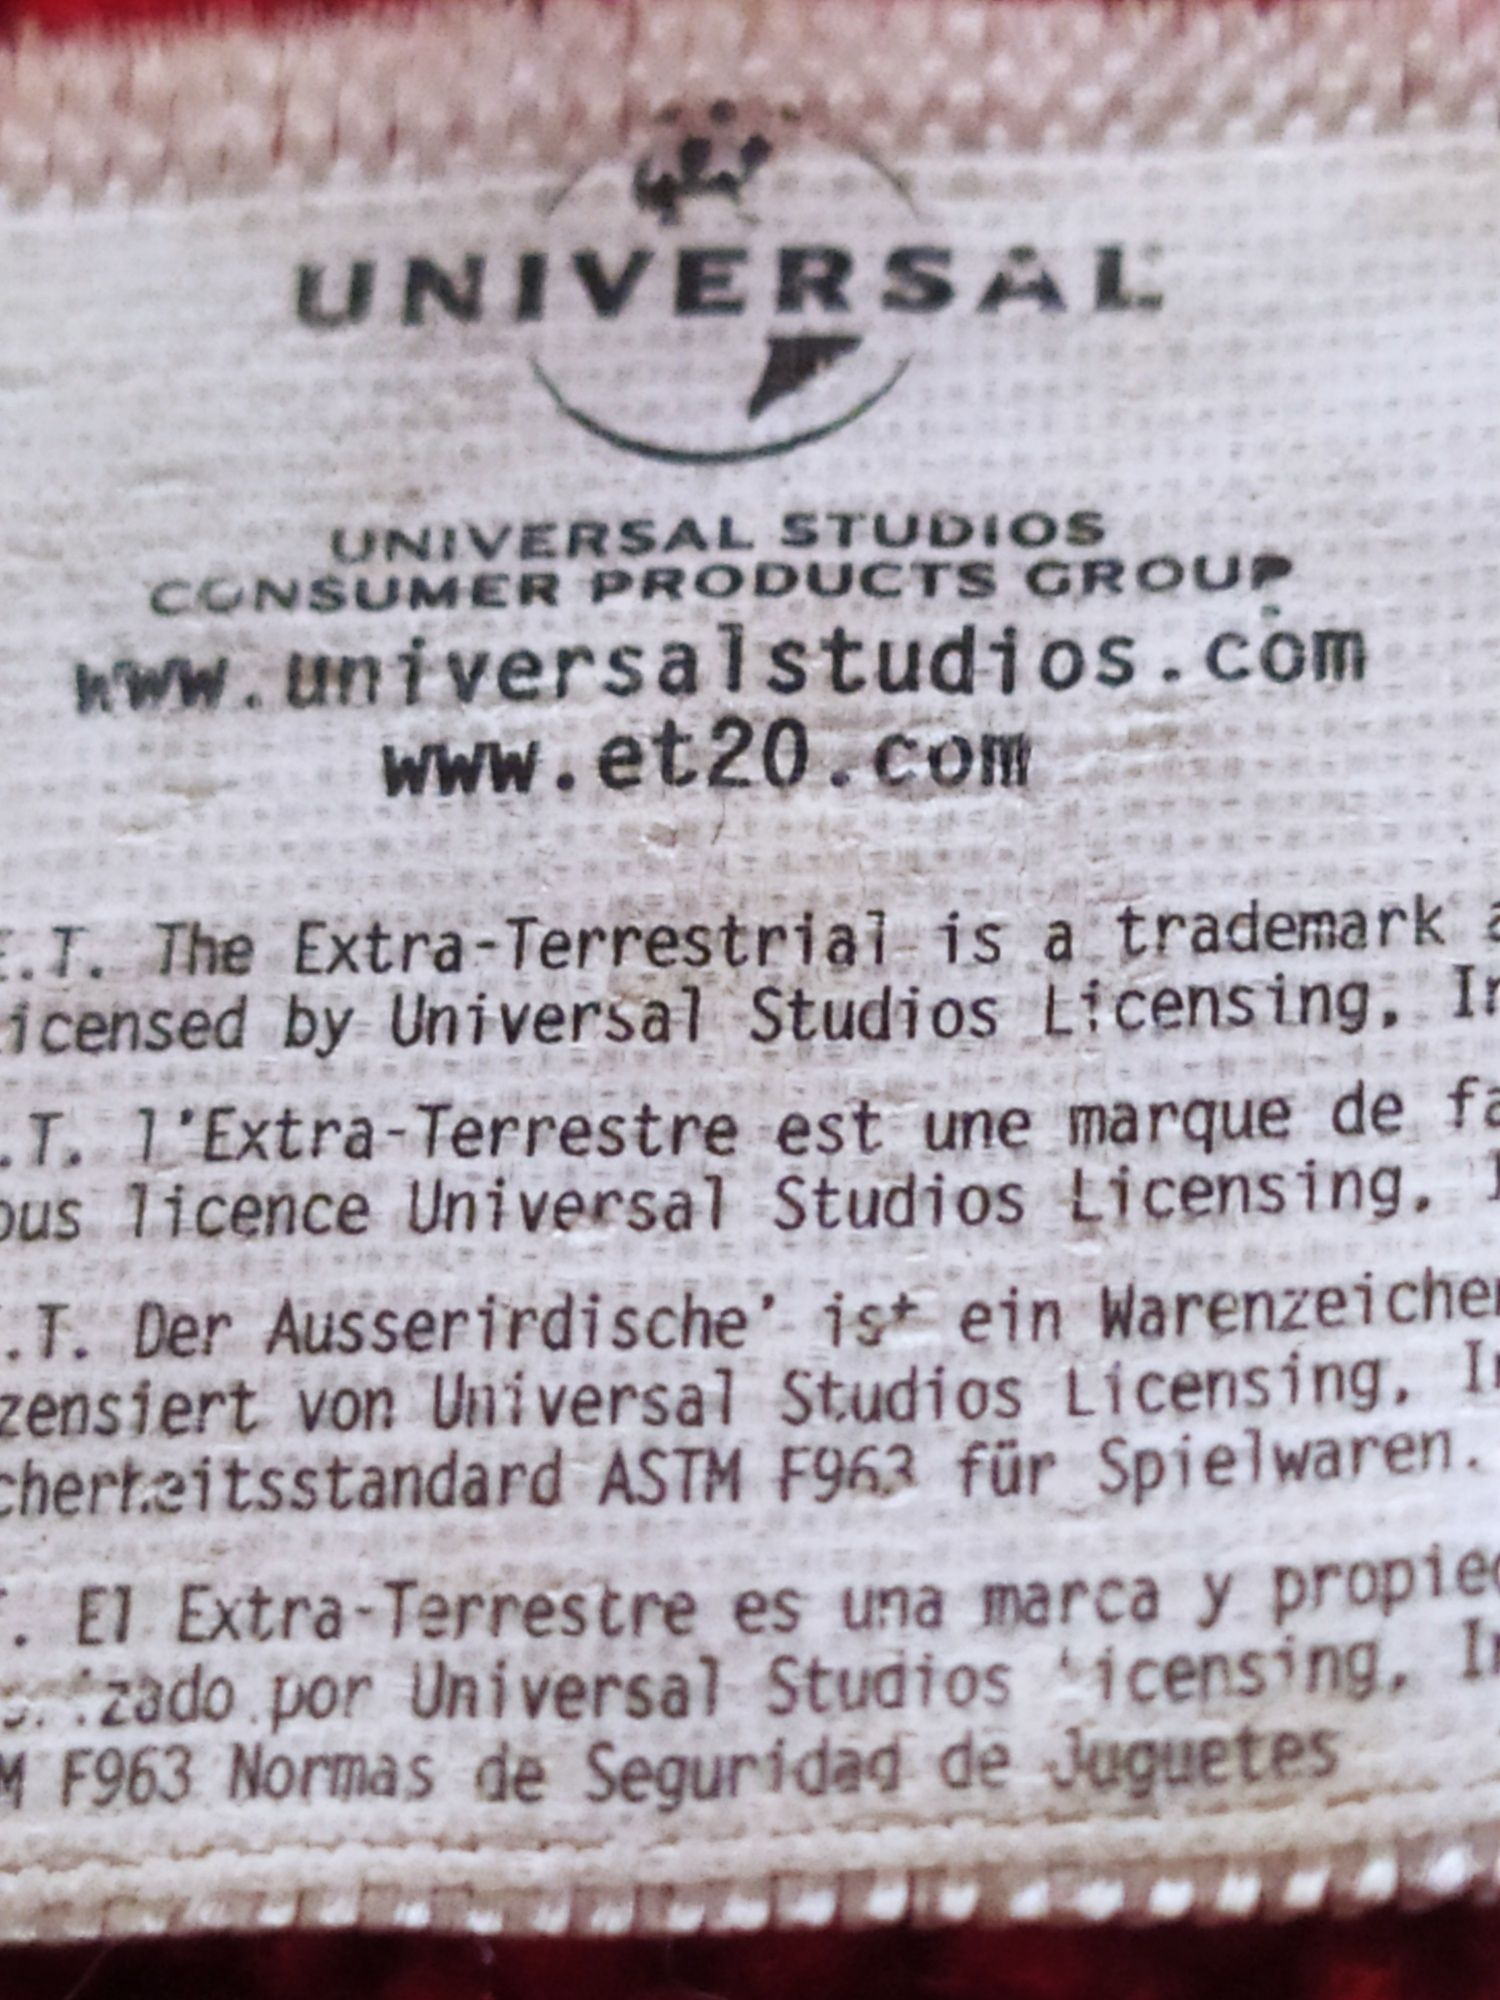 UNIVERSAL
UNIVERSAL STUDIOS
CONSUMER PRODUCTS GROUP
www.universalstudios.com
www.et20.com
E.T. The Extra-Terrestrial is a trademark
icensed by Universal Studios Licensing,
.T. l'Extra-Terrestre est une marque de
licence Universal Studios Licensing,
.T. Der Ausserirdische' ist ein Warenzeichen
zensiert von Universal Studios Licensing,
cherheitsstandard ASTM F963 für Spielwaren.
. El Extra-Terrestre es una marca y
por Universal Studios Licensing,
M F963 Normas de Seguridad de Juguetes